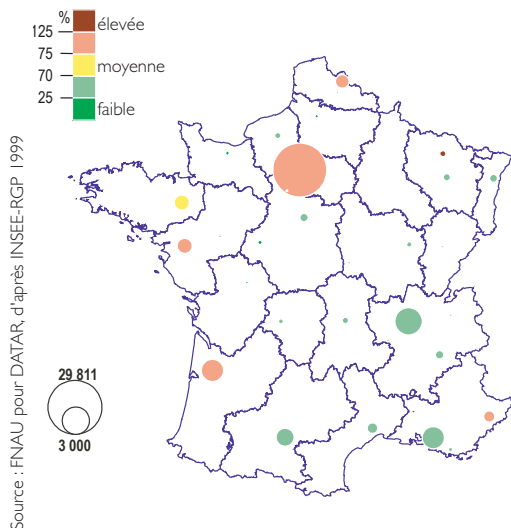 %
élevée
125
75
moyenne
70
25
faible
29 811
3 000
Source : FNAU pour DATAR, d'après INSEE-RGP 1999